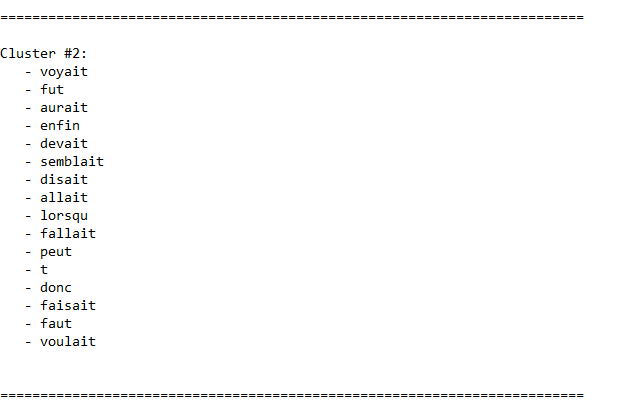 =========================================================================
Cluster #2:
- voyait
- fut
- aurait
- enfin
- devait
- semblait
- disait
- allait
- lorsqu
- fallait
- peut
- t
- donc
- faisait
- faut
- voulait
=========================================================================